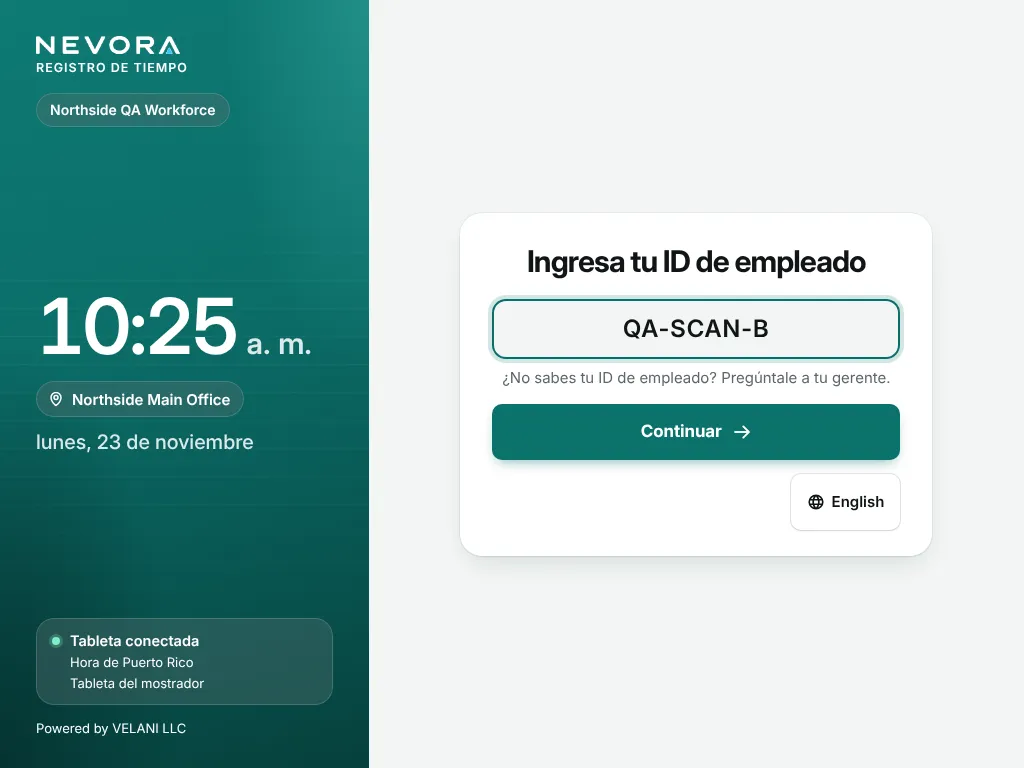 NEVORA
REGISTRO DE TIEMPO
Northside QA Workforce
10:25 a. m.
Northside Main Office
lunes, 23 de noviembre
Tableta conectada
Hora de Puerto Rico
Tableta del mostrador
Powered by VELANI LLC
Ingresa tu ID de empleado
QA-SCAN-B
¿No sabes tu ID de empleado? Pregúntale a tu gerente.
Continuar
English